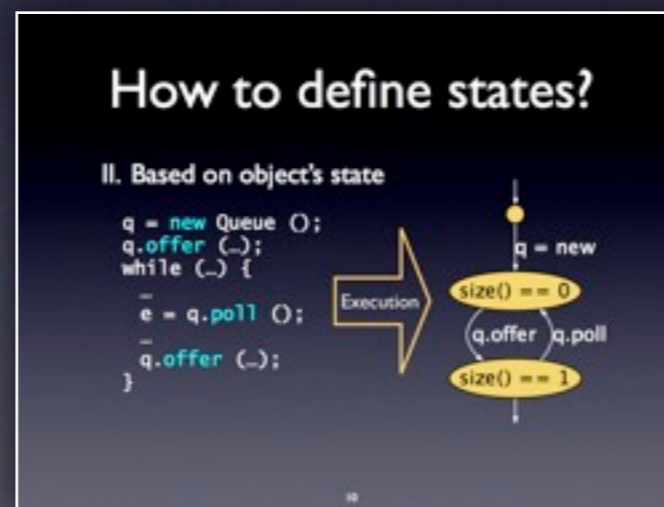 How to define states?
II. Based on object's state
q = new Queue ();
q.offer (…);
while (…) {
…
e = q.poll ();
…
q.offer (…);
}
Execution
q = new
size() == 0
q.offer
q.poll
size() == 1
10